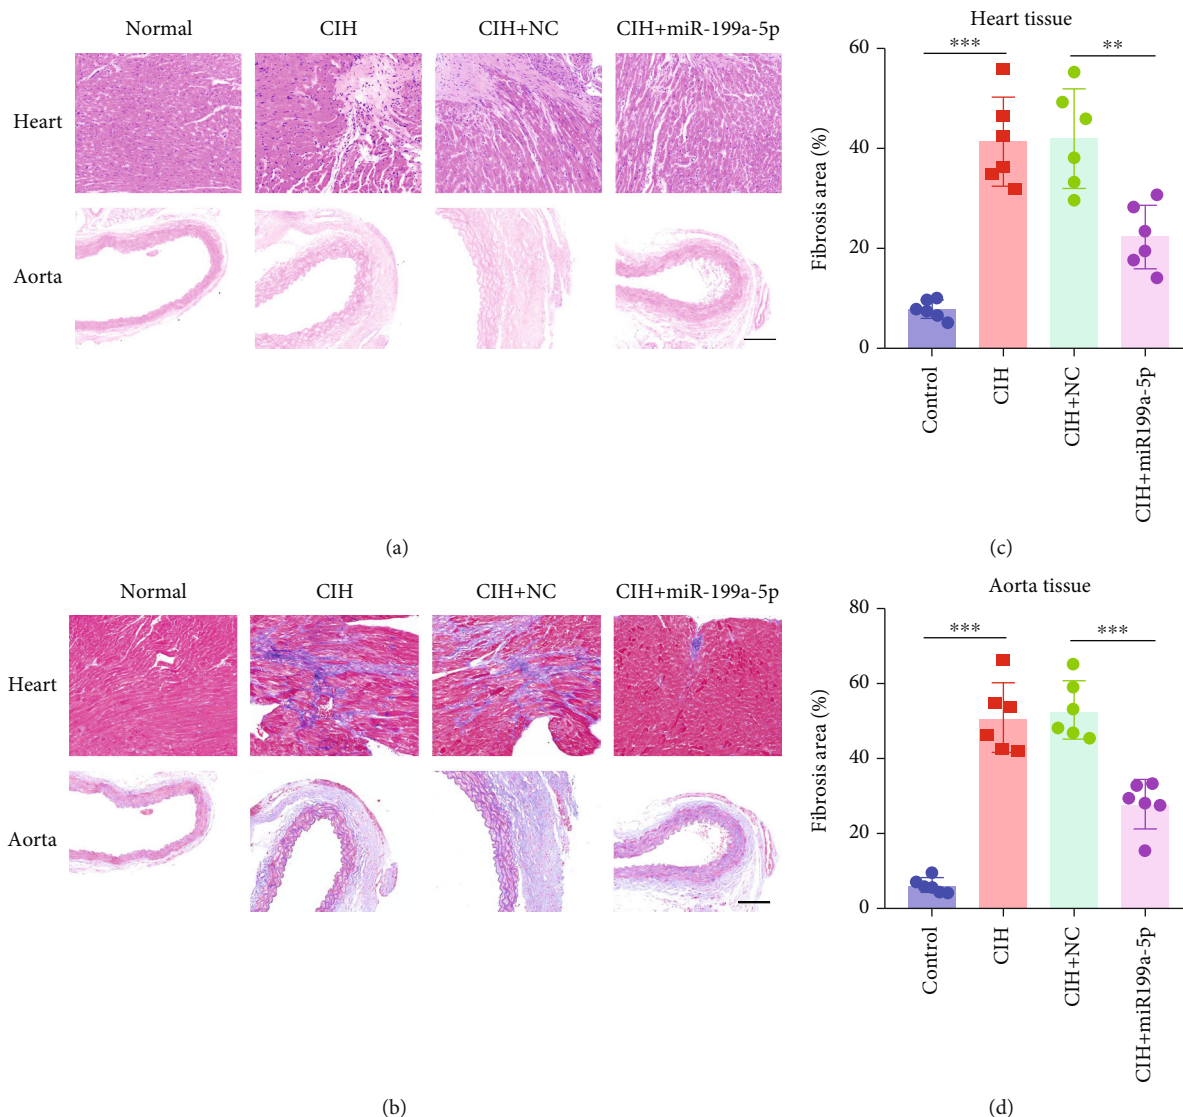 Normal CIH CIH+NC CIH+miR-199a-5p
Heart
Aorta
(a)
Normal CIH CIH+NC CIH+miR-199a-5p
Heart
Aorta
(b)
Heart tissue
60
40
20
0
Fibrosis area (%)
*** **
Control CIH CIH+NC CIH+miR199a-5p
(c)
Aorta tissue
80
60
40
20
0
Fibrosis area (%)
*** ***
Control CIH CIH+NC CIH+miR199a-5p
(d)